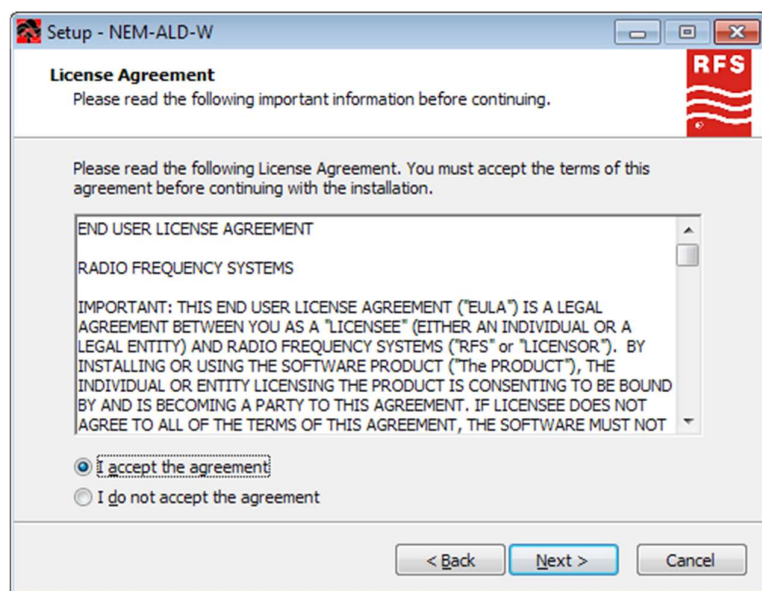 Setup - NEM-ALD-W
License Agreement
Please read the following important information before continuing.
RFS
Please read the following License Agreement. You must accept the terms of this
agreement before continuing with the installation.
END USER LICENSE AGREEMENT
RADIO FREQUENCY SYSTEMS
IMPORTANT: THIS END USER LICENSE AGREEMENT ("EULA") IS A LEGAL
AGREEMENT BETWEEN YOU AS A "LICENSEE" (EITHER AN INDIVIDUAL OR A
LEGAL ENTITY) AND RADIO FREQUENCY SYSTEMS ("RFS" or "LICENSOR").  BY
INSTALLING OR USING THE SOFTWARE PRODUCT ("The PRODUCT"), THE
INDIVIDUAL OR ENTITY LICENSING THE PRODUCT IS CONSENTING TO BE BOUND
BY AND IS BECOMING A PARTY TO THIS AGREEMENT. IF LICENSEE DOES NOT
AGREE TO ALL OF THE TERMS OF THIS AGREEMENT, THE SOFTWARE MUST NOT
I accept the agreement
I do not accept the agreement
< Back
Next >
Cancel